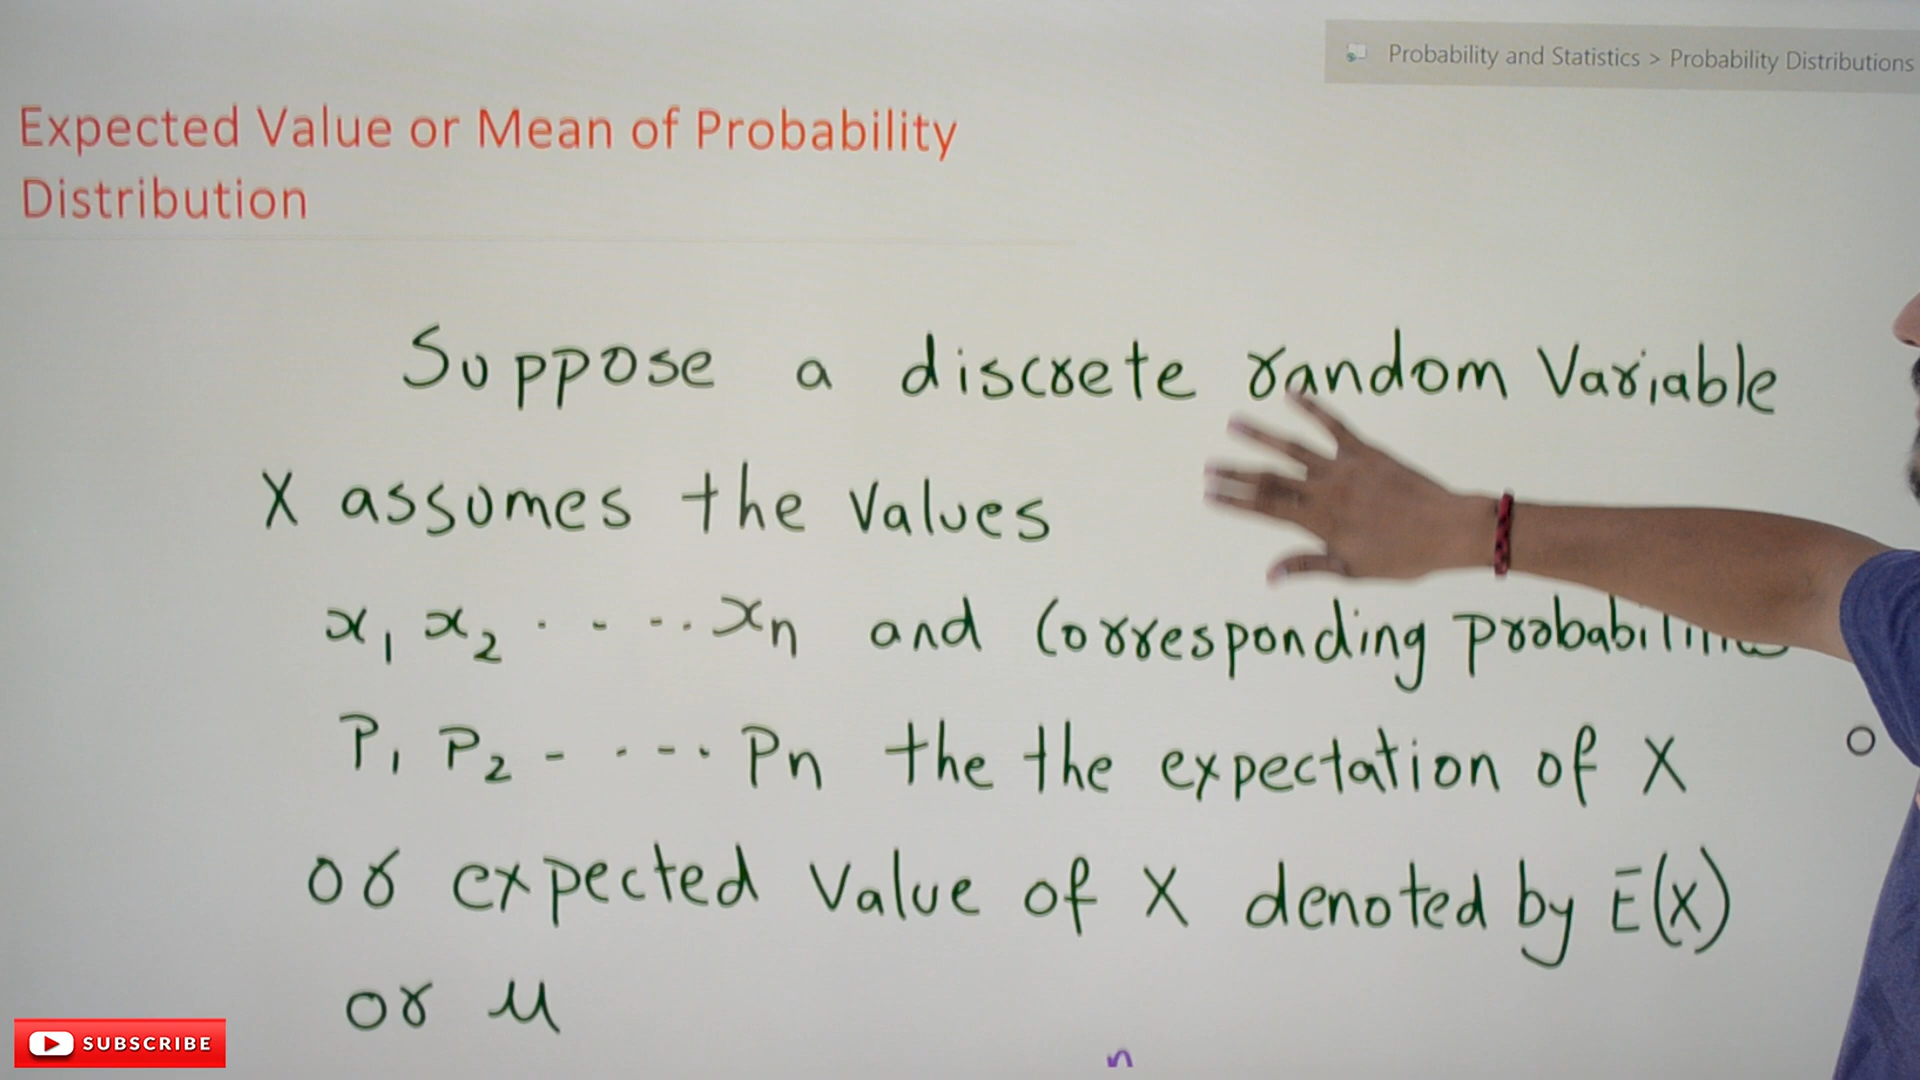 Probability and Statistics > Probability Distributions
Expected Value or Mean of Probability
Distribution
Suppose a discrete random Variable
X assumes the Values
x₁ x₂ · - - · · xₙ and Corresponding
P₁ P₂ - · - - · Pₙ the the expectation of X
or expected Value of X denoted by E(X)
or μ
n
SUBSCRIBE